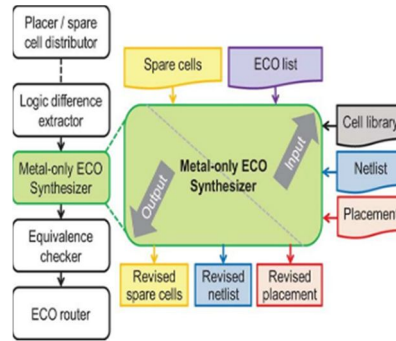 Placer / spare
cell distributor
Logic difference
extractor
Metal-only ECO
Synthesizer
Equivalence
checker
ECO router
Spare cells
ECO list
Metal-only ECO
Synthesizer
Input
Output
Cell library
Netlist
Placement
Revised
spare cells
Revised
netlist
Revised
placement